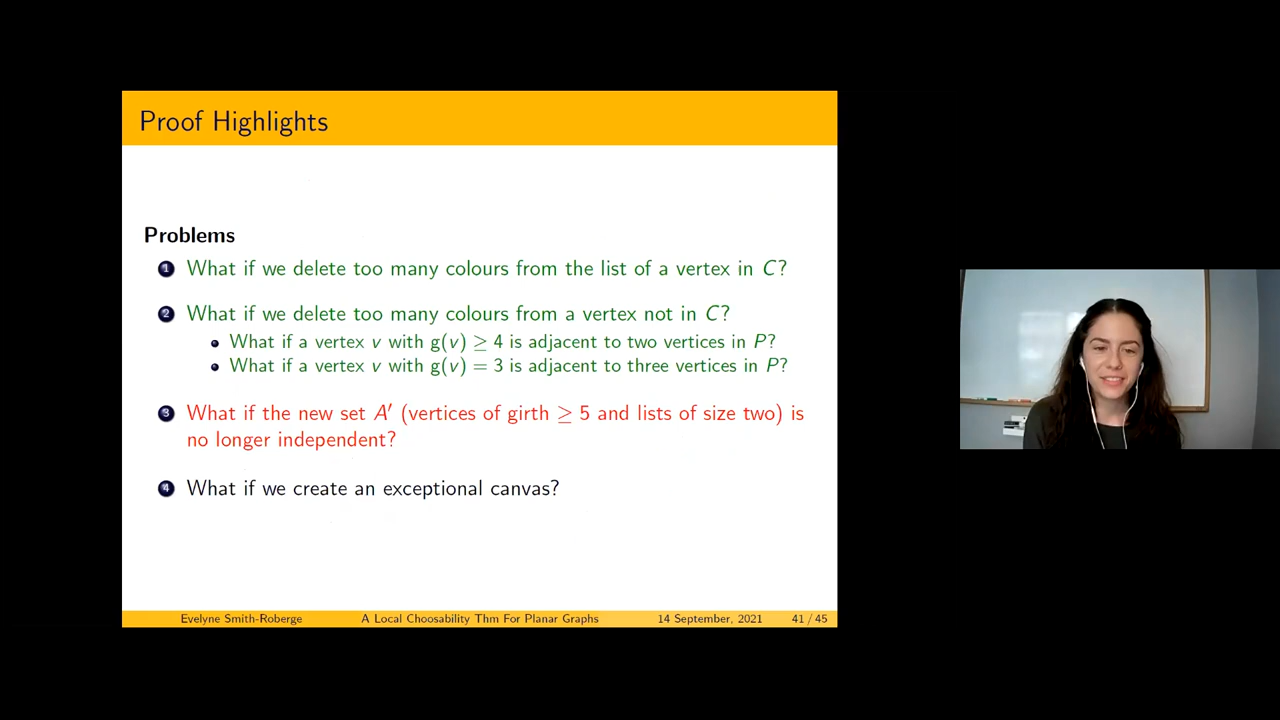 Proof Highlights
Problems
1 What if we delete too many colours from the list of a vertex in C?
2 What if we delete too many colours from a vertex not in C?
• What if a vertex v with g(v) ≥ 4 is adjacent to two vertices in P?
• What if a vertex v with g(v) = 3 is adjacent to three vertices in P?
3 What if the new set A′ (vertices of girth ≥ 5 and lists of size two) is
no longer independent?
4 What if we create an exceptional canvas?
Evelyne Smith-Roberge A Local Choosability Thm For Planar Graphs 14 September, 2021 41 / 45